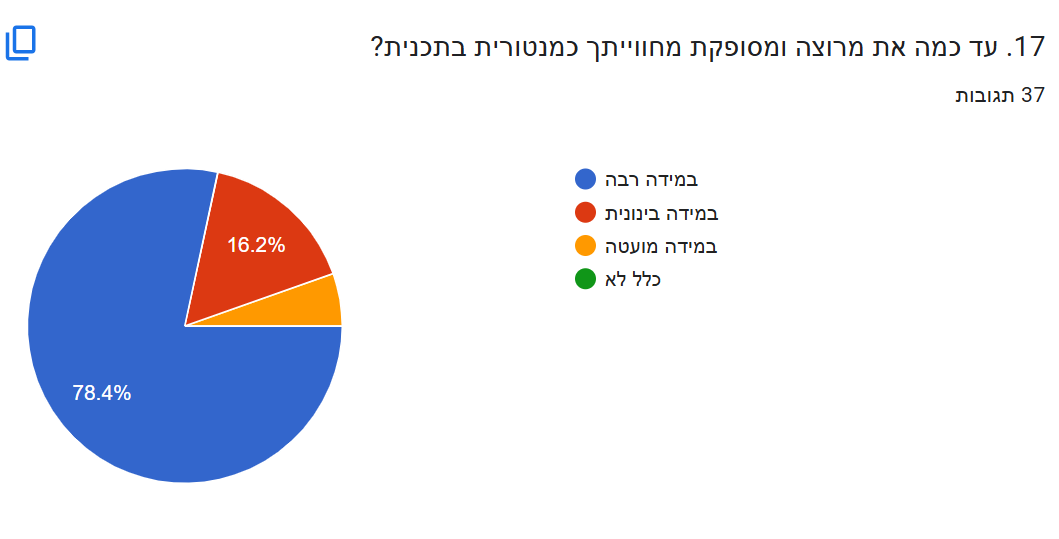 17. עד כמה את מרוצה ומסופקת מחווייתך כמנטורית בתכנית?
37 תגובות
במידה רבה
במידה בינונית
במידה מועטה
כלל לא
16.2%
78.4%